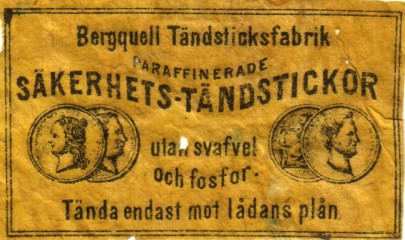 Bergquell Tändsticksfabrik
PARAFFINERADE
SÄKERHETS-TÄNDSTICKOR
utan svafvel
och fosfor.
Tända endast mot lådans plån